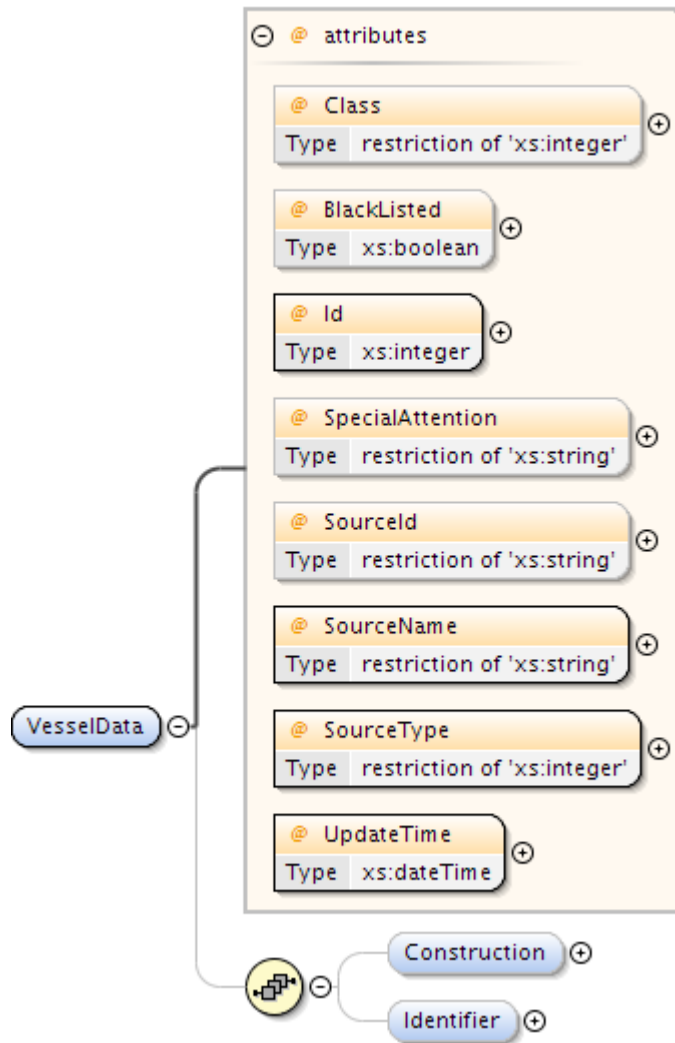 @ attributes
@ Class
Type restriction of 'xs:integer'
@ BlackListed
Type xs:boolean
@ Id
Type xs:integer
@ SpecialAttention
Type restriction of 'xs:string'
@ SourceId
Type restriction of 'xs:string'
@ SourceName
Type restriction of 'xs:string'
VesselData
@ SourceType
Type restriction of 'xs:integer'
@ UpdateTime
Type xs:dateTime
Construction
Identifier